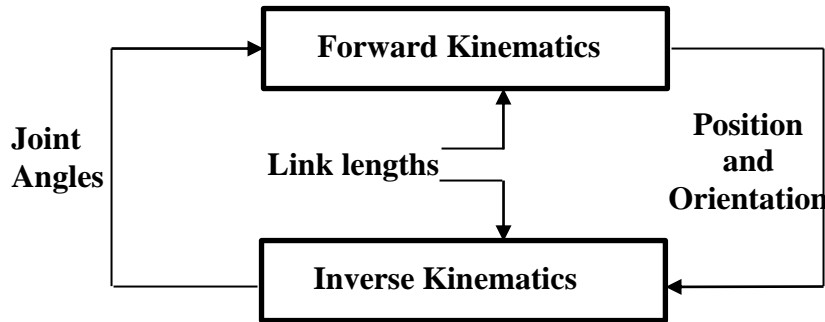 Forward Kinematics
Joint
Angles
Link lengths
Position
and
Orientation
Inverse Kinematics